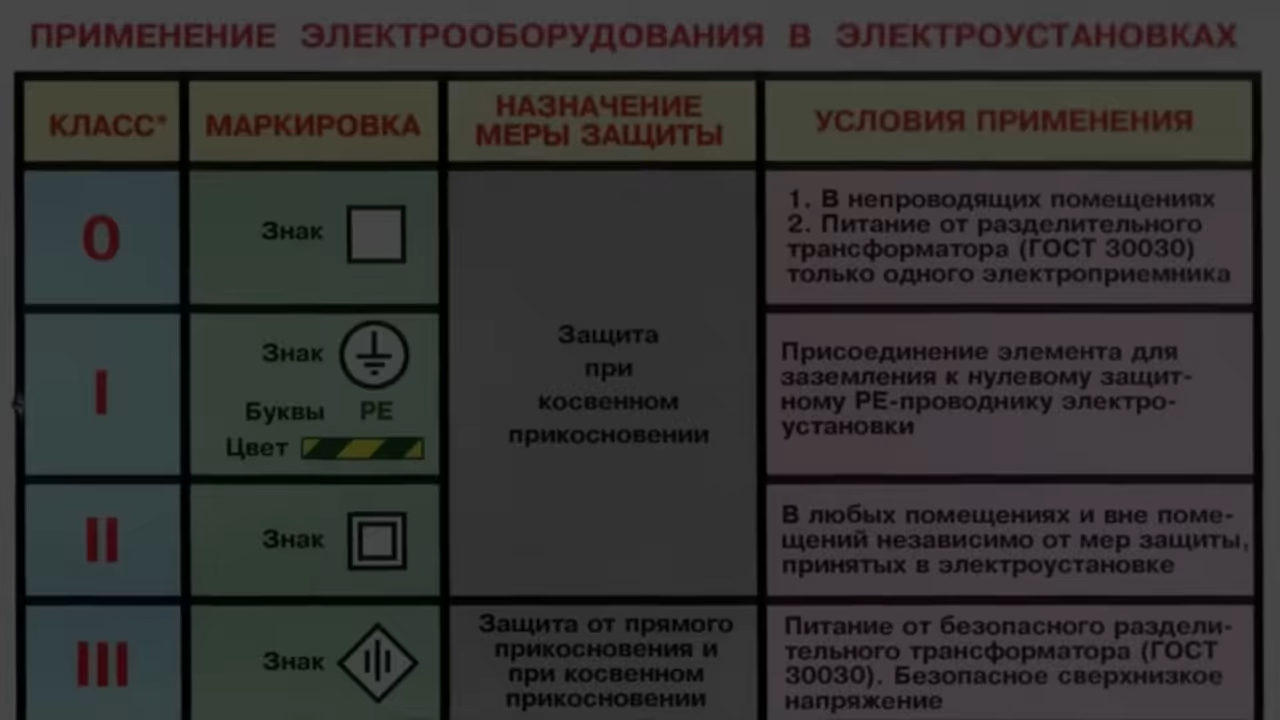 ПРИМЕНЕНИЕ ЭЛЕКТРООБОРУДОВАНИЯ В ЭЛЕКТРОУСТАНОВКАХ
КЛАСС*
МАРКИРОВКА
НАЗНАЧЕНИЕ
МЕРЫ ЗАЩИТЫ
УСЛОВИЯ ПРИМЕНЕНИЯ
0
Знак
1. В непроводящих помещениях
2. Питание от разделительного
трансформатора (ГОСТ 30030)
только одного электроприемника
I
Знак
Буквы PE
Цвет
Защита
при
косвенном
прикосновении
Присоединение элемента для
заземления к нулевому защит-
ному PE-проводнику электро-
установки
II
Знак
В любых помещениях и вне поме-
щений независимо от мер защиты,
принятых в электроустановке
III
Знак
Защита от прямого
прикосновения и
при косвенном
прикосновении
Питание от безопасного раздели-
тельного трансформатора (ГОСТ
30030). Безопасное сверхнизкое
напряжение